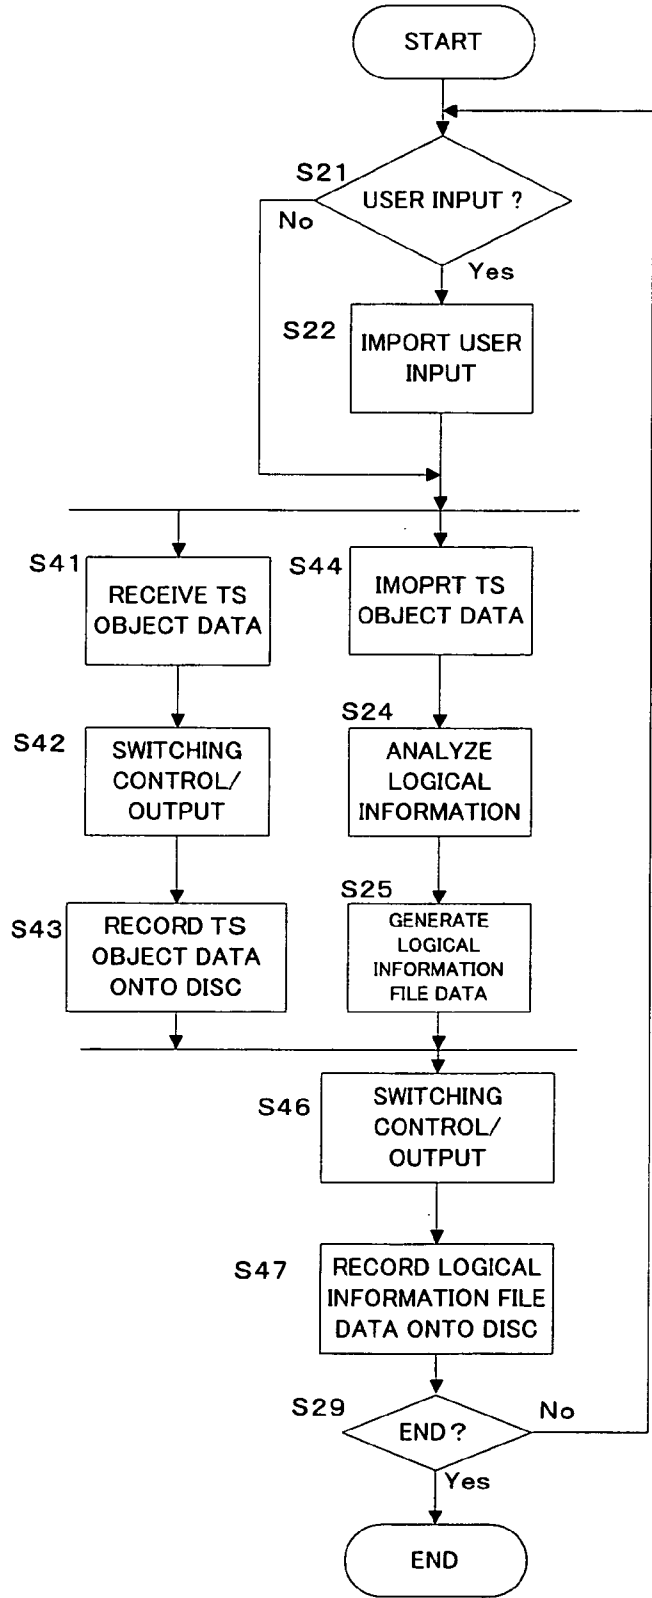 START
S21
USER INPUT ?
No
Yes
S22
IMPORT USER
INPUT
S41
RECEIVE TS
OBJECT DATA
S44
IMOPRT TS
OBJECT DATA
S42
SWITCHING
CONTROL/
OUTPUT
S24
ANALYZE
LOGICAL
INFORMATION
S43
RECORD TS
OBJECT DATA
ONTO DISC
S25
GENERATE
LOGICAL
INFORMATION
FILE DATA
S46
SWITCHING
CONTROL/
OUTPUT
S47
RECORD LOGICAL
INFORMATION FILE
DATA ONTO DISC
S29
END ?
No
Yes
END